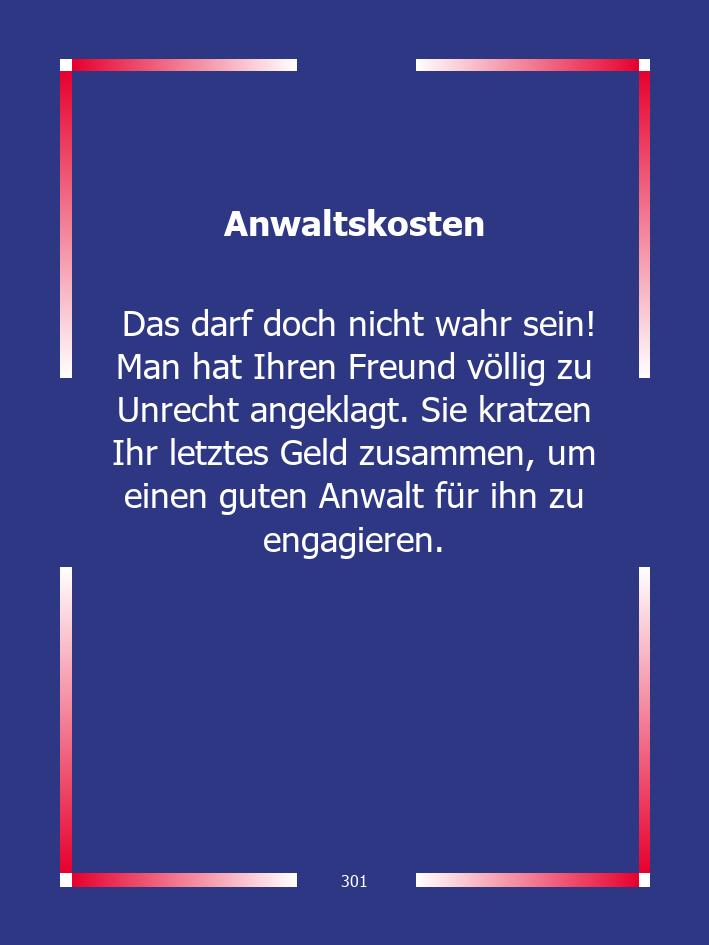 Anwaltskosten
Das darf doch nicht wahr sein!
Man hat Ihren Freund völlig zu
Unrecht angeklagt. Sie kratzen
Ihr letztes Geld zusammen, um
einen guten Anwalt für ihn zu
engagieren.
301